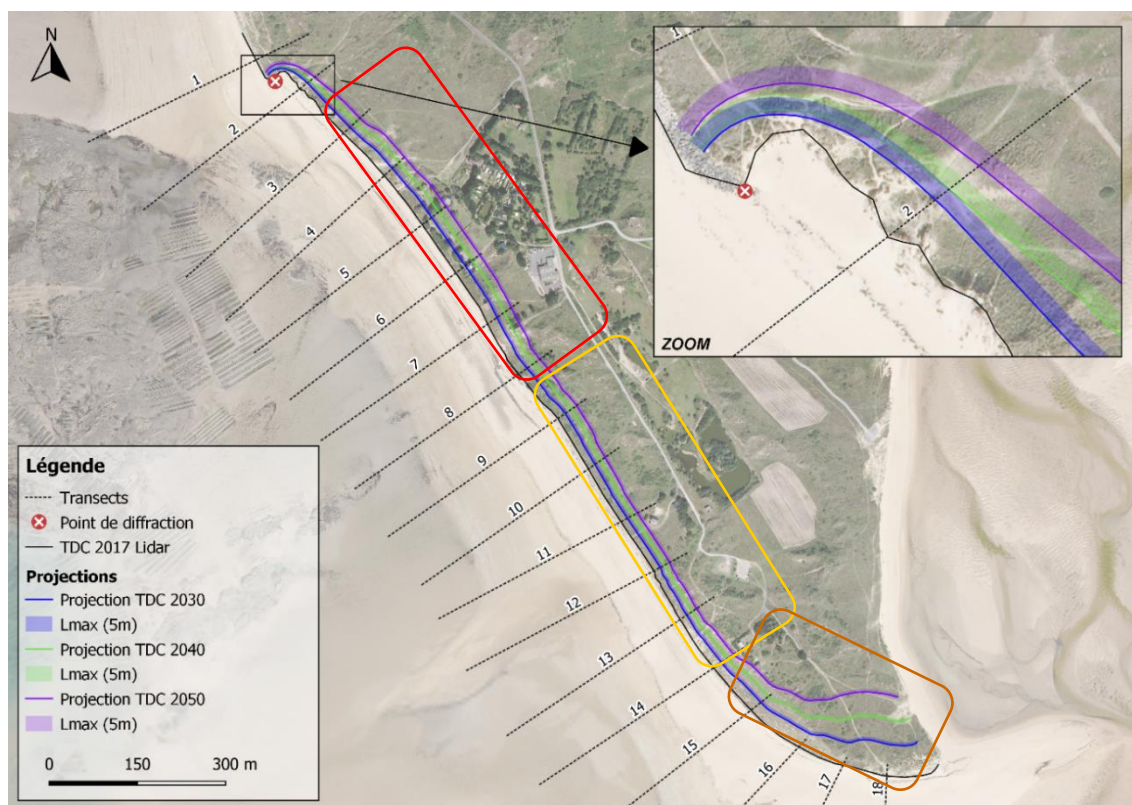 N
1
2
3
4
5
6
7
8
9
10
11
12
13
14
15
16
17
18
1
2
ZOOM
Légende
Transects
Point de diffraction
TDC 2017 Lidar
Projections
Projection TDC 2030
Lmax (5m)
Projection TDC 2040
Lmax (5m)
Projection TDC 2050
Lmax (5m)
0 150 300 m